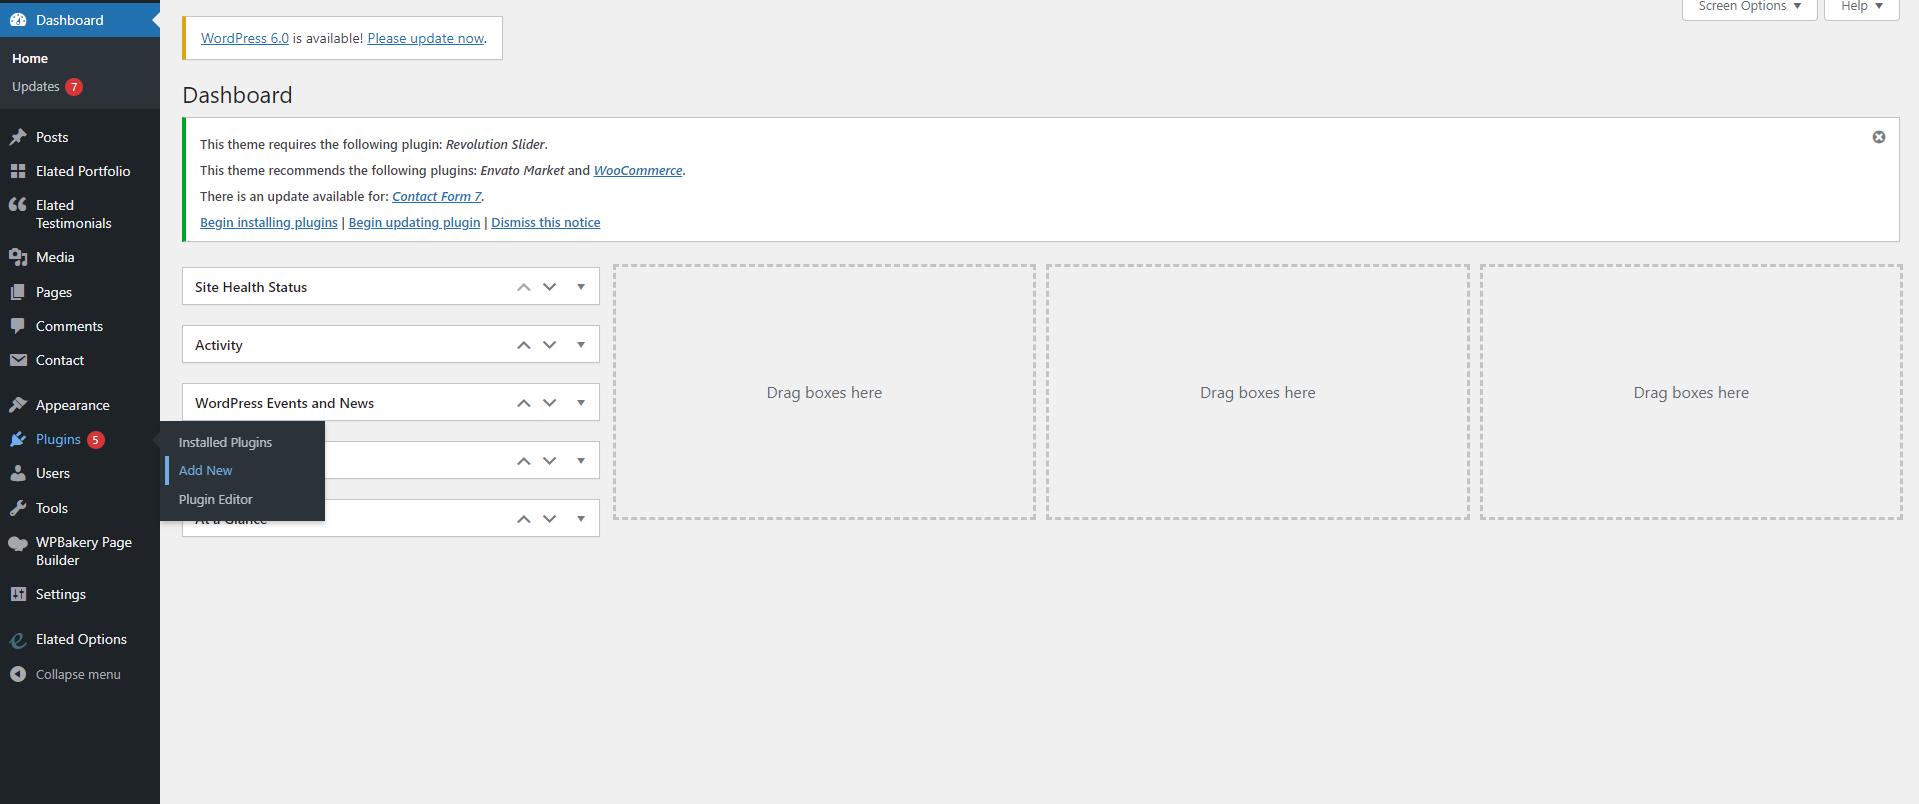 Dashboard
Home
Updates 7
Posts
Elated Portfolio
Elated
Testimonials
Media
Pages
Comments
Contact
Appearance
Plugins 5
Users
Tools
WPBakery Page
Builder
Settings
Elated Options
Collapse menu
Installed Plugins
Add New
Plugin Editor
Screen Options
Help
WordPress 6.0 is available! Please update now.
Dashboard
This theme requires the following plugin: Revolution Slider.
This theme recommends the following plugins: Envato Market and WooCommerce.
There is an update available for: Contact Form 7.
Begin installing plugins | Begin updating plugin | Dismiss this notice
Site Health Status
Activity
WordPress Events and News
At a Glance
Drag boxes here
Drag boxes here
Drag boxes here